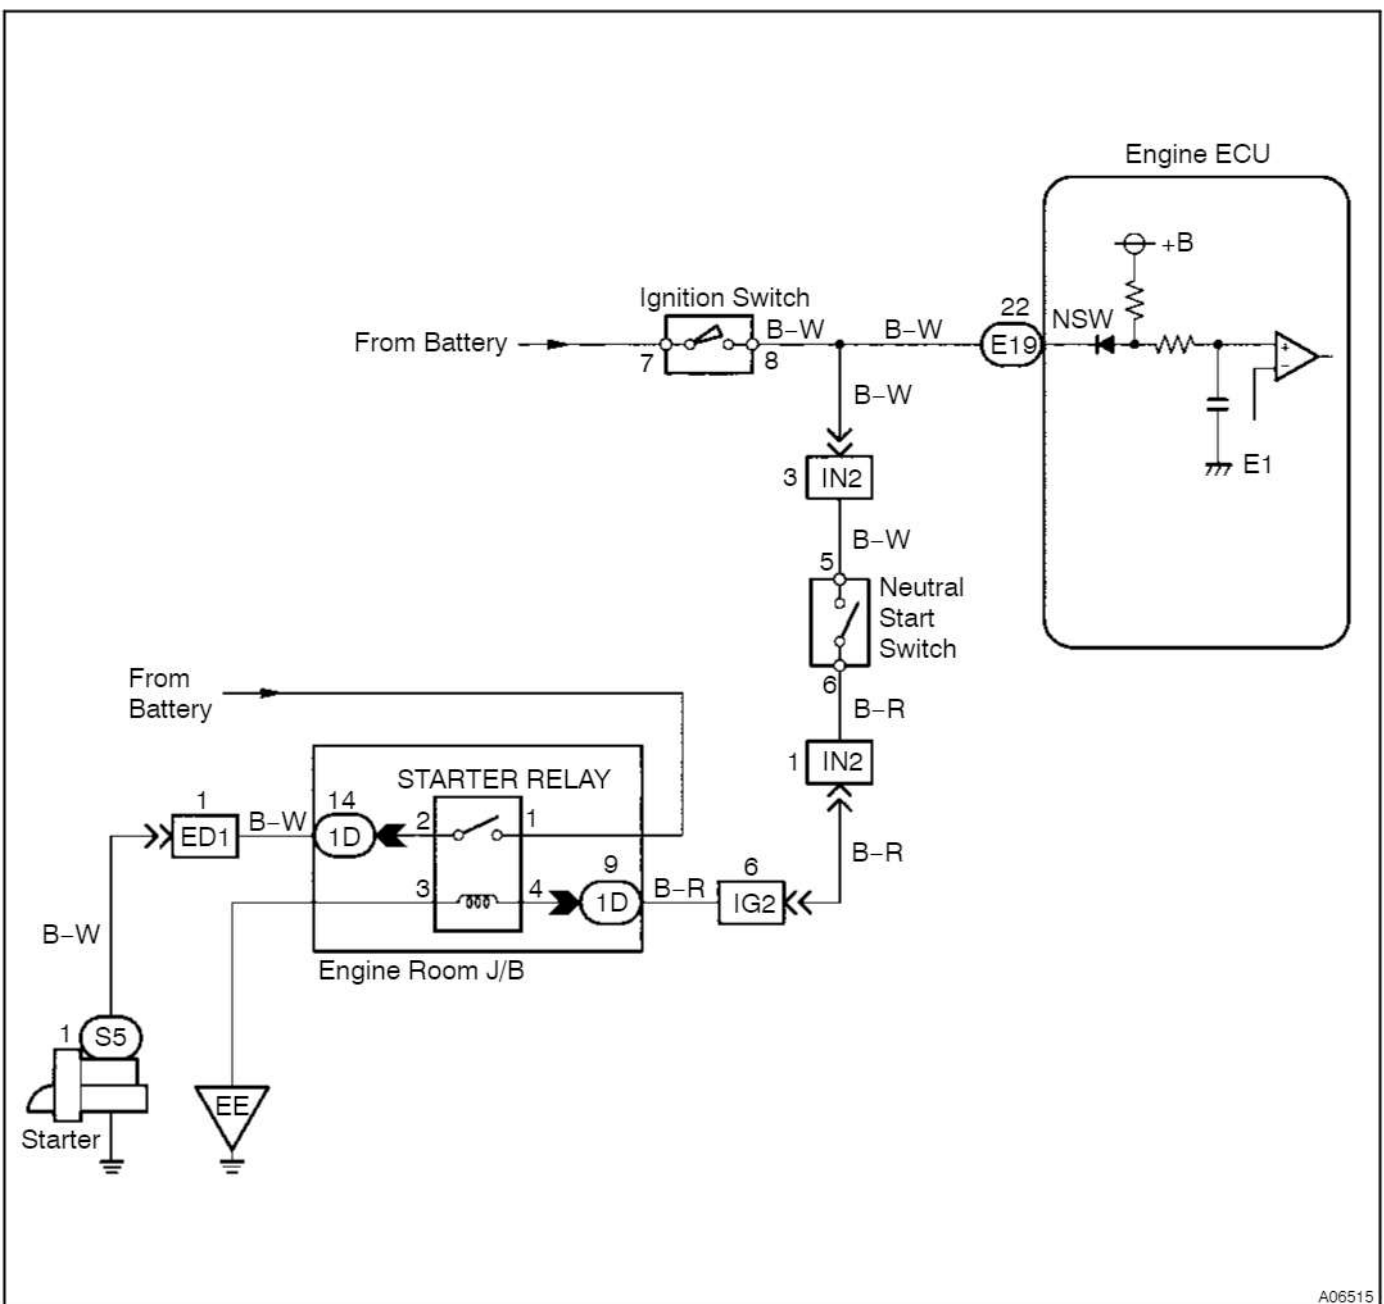 Engine ECU
+B
Ignition Switch
22
NSW
From Battery
7
8
B–W
B–W
E19
+
−
B–W
E1
3
IN2
B–W
5
Neutral
Start
Switch
6
B–R
From
Battery
1
IN2
STARTER RELAY
1
B–W
14
2
1
ED1
1D
B–R
9
6
3
4
B–R
1D
IG2
B–W
Engine Room J/B
1
S5
EE
Starter
A06515